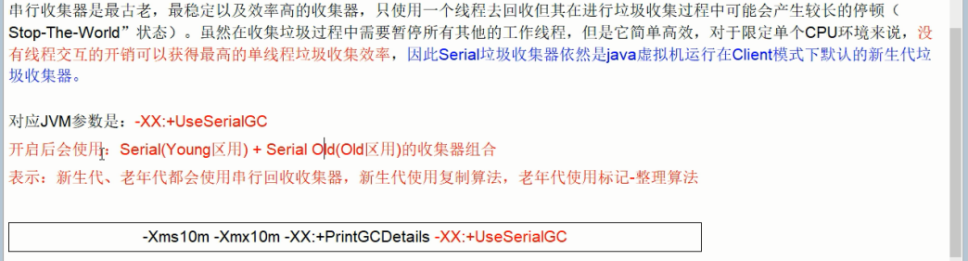 串行收集器是最古老，最稳定以及效率高的收集器，只使用一个线程去回收但其在进行垃圾收集过程中可能会产生较长的停顿（
Stop-The-World”状态）。虽然在收集垃圾过程中需要暂停所有其他的工作线程，但是它简单高效，对于限定单个CPU环境来说，没
有线程交互的开销可以获得最高的单线程垃圾收集效率，因此Serial垃圾收集器依然是java虚拟机运行在Client模式下默认的新生代垃
圾收集器。
对应JVM参数是：-XX:+UseSerialGC
开启后会使用：Serial(Young区用) + Serial Old(Old区用)的收集器组合
表示：新生代、老年代都会使用串行回收收集器，新生代使用复制算法，老年代使用标记-整理算法
-Xms10m -Xmx10m -XX:+PrintGCDetails -XX:+UseSerialGC